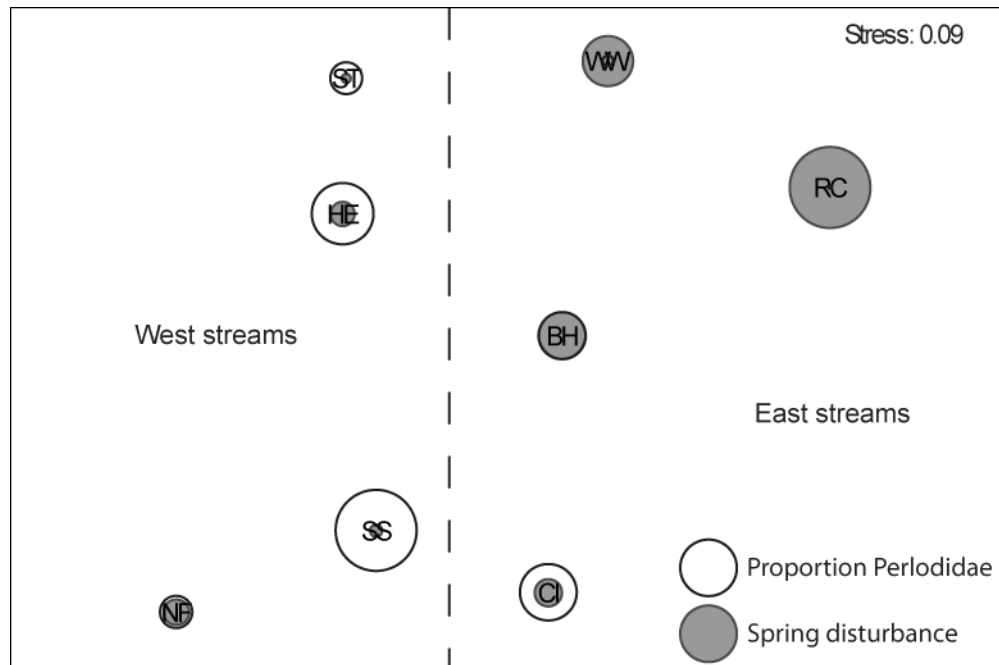 Stress: 0.09
WW
ST
RC
HE
West streams
BH
East streams
SS
Proportion Perlodidae
CI
NF
Spring disturbance